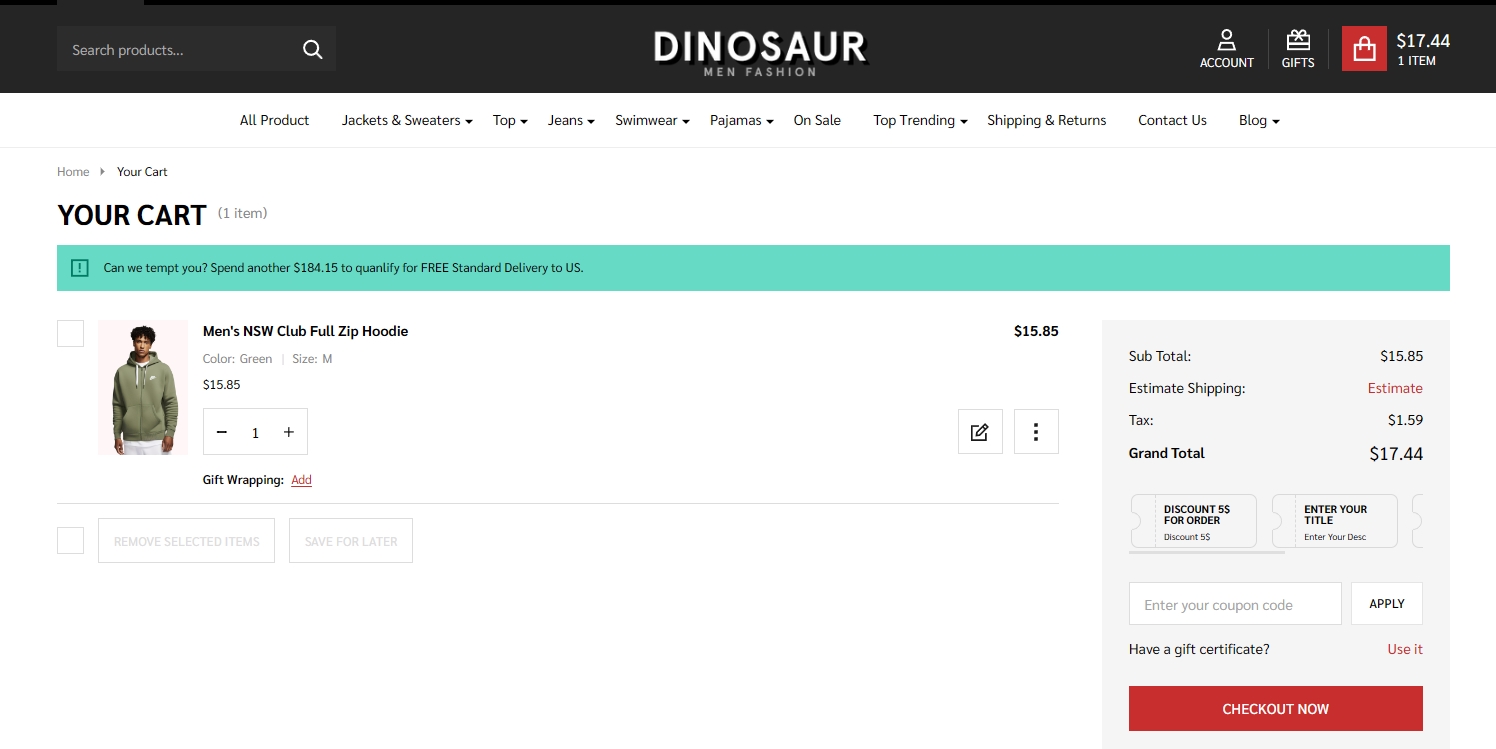 Search products...
DINOSAUR
MEN FASHION
ACCOUNT
GIFTS
$17.44
1 ITEM
All Product
Jackets & Sweaters
Top
Jeans
Swimwear
Pajamas
On Sale
Top Trending
Shipping & Returns
Contact Us
Blog
Home
Your Cart
YOUR CART (1 item)
Can we tempt you? Spend another $184.15 to quanlify for FREE Standard Delivery to US.
Men's NSW Club Full Zip Hoodie
$15.85
Color: Green | Size: M
$15.85
− 1 +
Gift Wrapping: Add
REMOVE SELECTED ITEMS
SAVE FOR LATER
Sub Total: $15.85
Estimate Shipping: Estimate
Tax: $1.59
Grand Total $17.44
DISCOUNT 5$
FOR ORDER
Discount 5$
ENTER YOUR
TITLE
Enter Your Desc
Enter your coupon code
APPLY
Have a gift certificate? Use it
CHECKOUT NOW